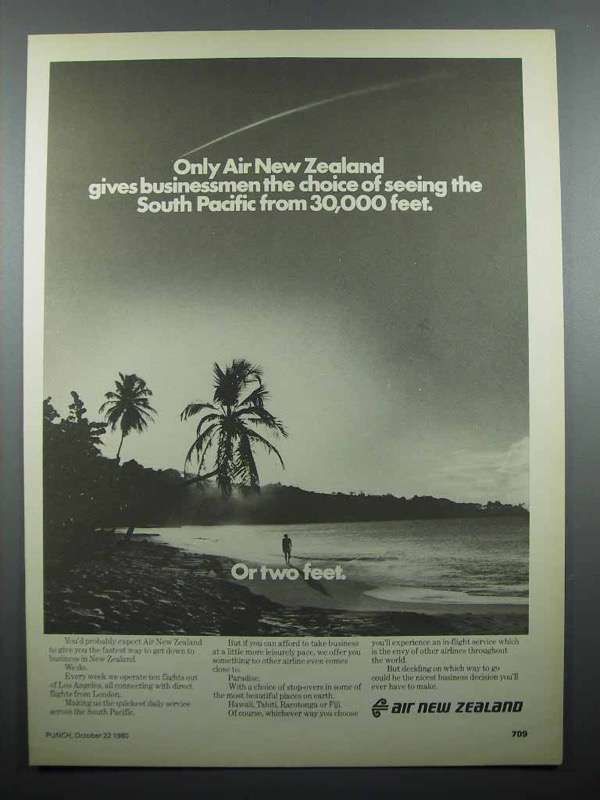 Only Air New Zealand
gives businessmen the choice of seeing the
South Pacific from 30,000 feet.
Or two feet.
You'd probably expect Air New Zealand
to give you the fastest way to get down to
business in New Zealand.
We do.
Every week we operate ten flights out
of Los Angeles, all connecting with direct
flights from London.
Making us the quickest daily service
across the South Pacific.
But if you can afford to take business
at a little more leisurely pace, we offer you
something no other airline even comes
close to.
Paradise.
With a choice of stop-overs in some of
the most beautiful places on earth.
Hawaii, Tahiti, Rarotonga or Fiji.
Of course, whichever way you choose
you'll experience an in-flight service which
is the envy of other airlines throughout
the world.
But deciding on which way to go
could be the nicest business decision you'll
ever have to make.
air new zealand
PUNCH, October 22 1980
709